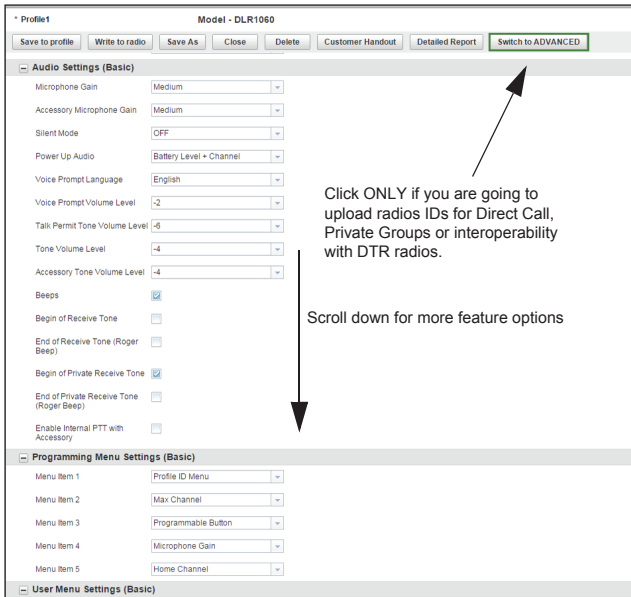 * Profile1 Model - DLR1060
Save to profile Write to radio Save As Close Delete Customer Handout Detailed Report Switch to ADVANCED
Audio Settings (Basic)
Microphone Gain Medium
Accessory Microphone Gain Medium
Silent Mode OFF
Power Up Audio Battery Level + Channel
Voice Prompt Language English
Voice Prompt Volume Level -2
Talk Permit Tone Volume Level -6
Tone Volume Level -4
Accessory Tone Volume Level -4
Beeps
Begin of Receive Tone
End of Receive Tone (Roger
Beep)
Begin of Private Receive Tone
End of Private Receive Tone
(Roger Beep)
Enable Internal PTT with
Accessory
Click ONLY if you are going to
upload radios IDs for Direct Call,
Private Groups or interoperability
with DTR radios.
Scroll down for more feature options
Programming Menu Settings (Basic)
Menu Item 1 Profile ID Menu
Menu Item 2 Max Channel
Menu Item 3 Programmable Button
Menu Item 4 Microphone Gain
Menu Item 5 Home Channel
User Menu Settings (Basic)